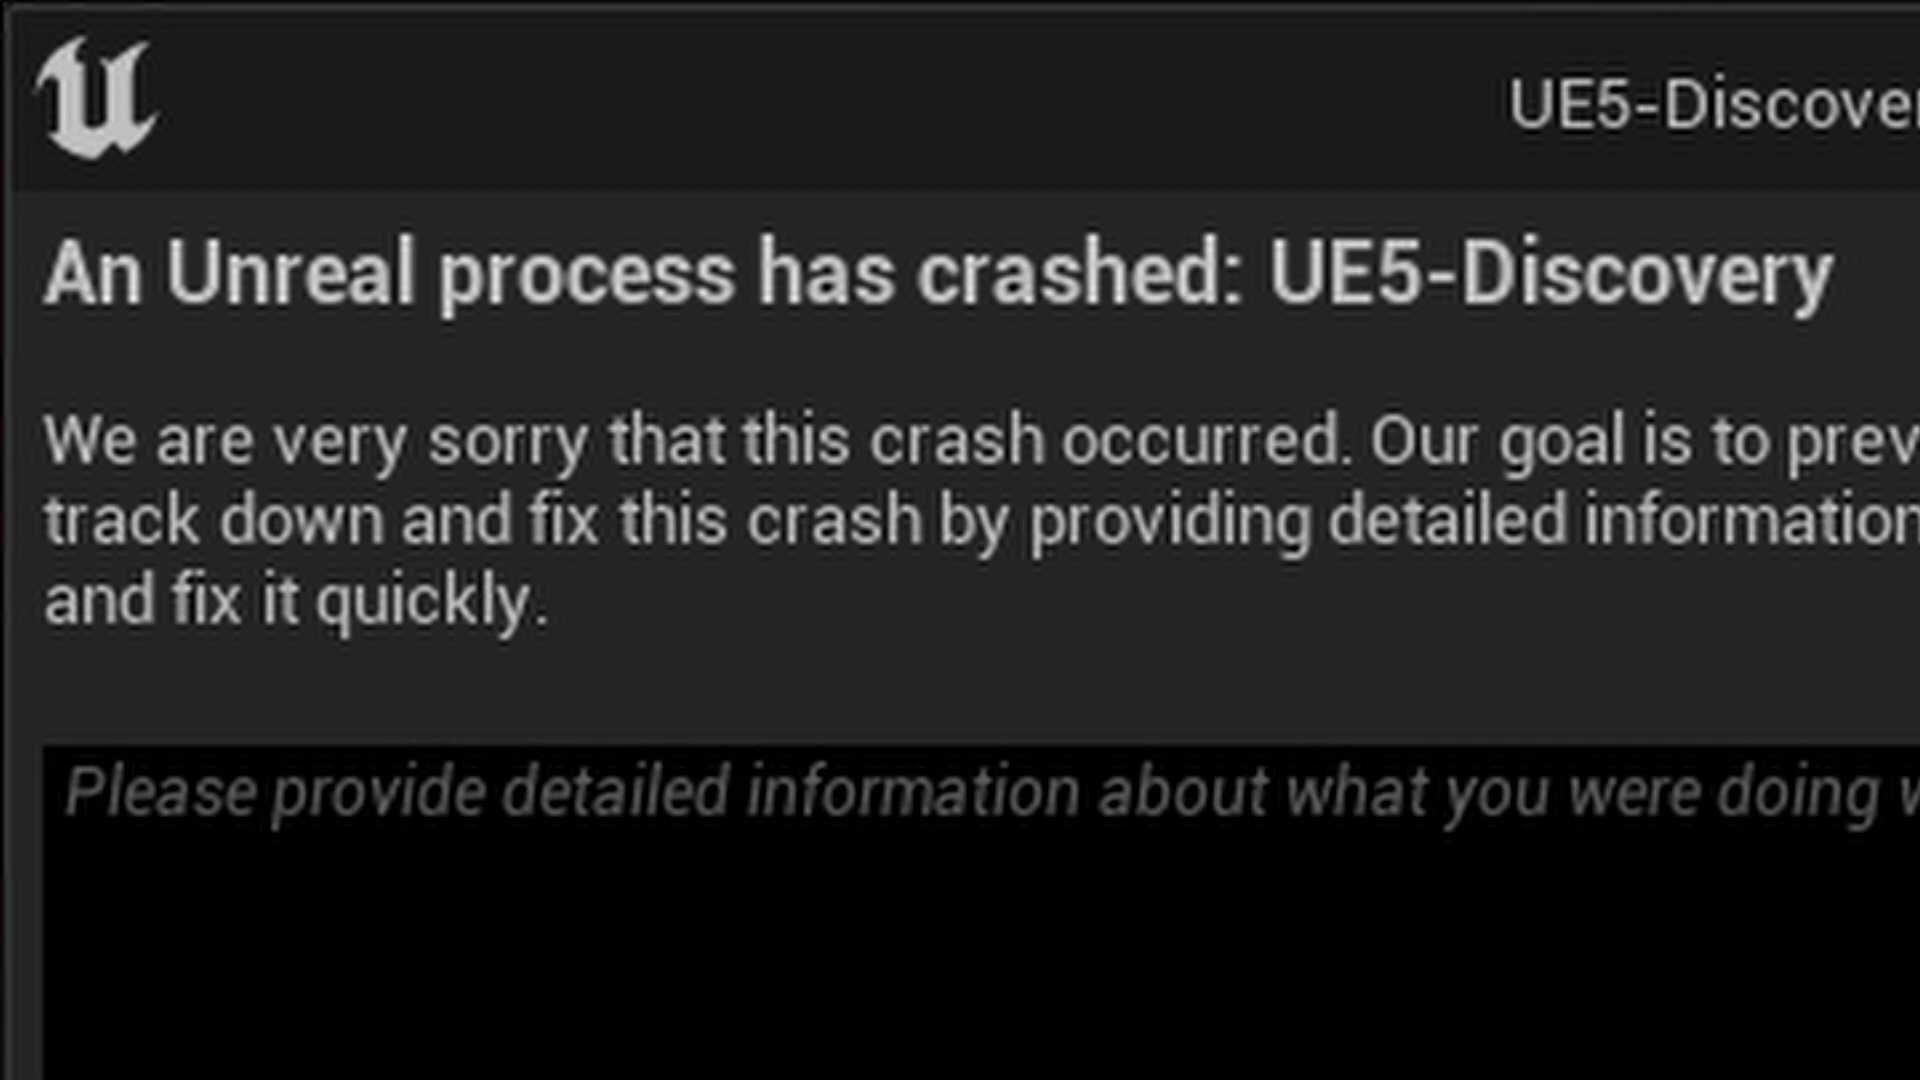 UE5-Discover
An Unreal process has crashed: UE5-Discovery
We are very sorry that this crash occurred. Our goal is to prev
track down and fix this crash by providing detailed information
and fix it quickly.
Please provide detailed information about what you were doing w